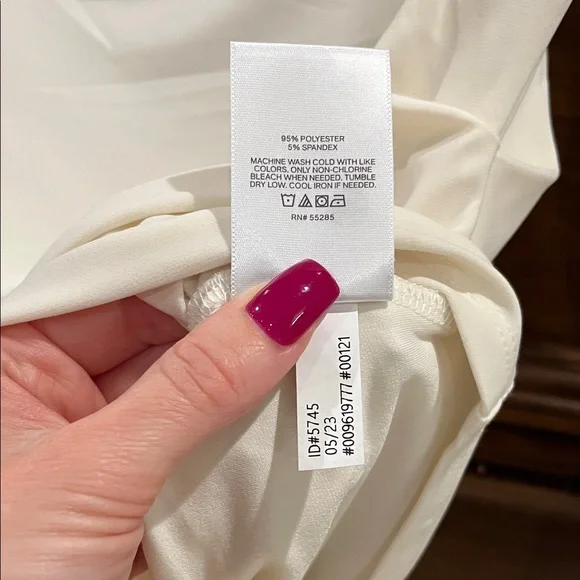 95% POLYESTER
5% SPANDEX
MACHINE WASH COLD WITH LIKE
COLORS. ONLY NON-CHLORINE
BLEACH WHEN NEEDED. TUMBLE
DRY LOW. COOL IRON IF NEEDED.
RN# 55285
ID#5745
05/23
#009619777 #00121